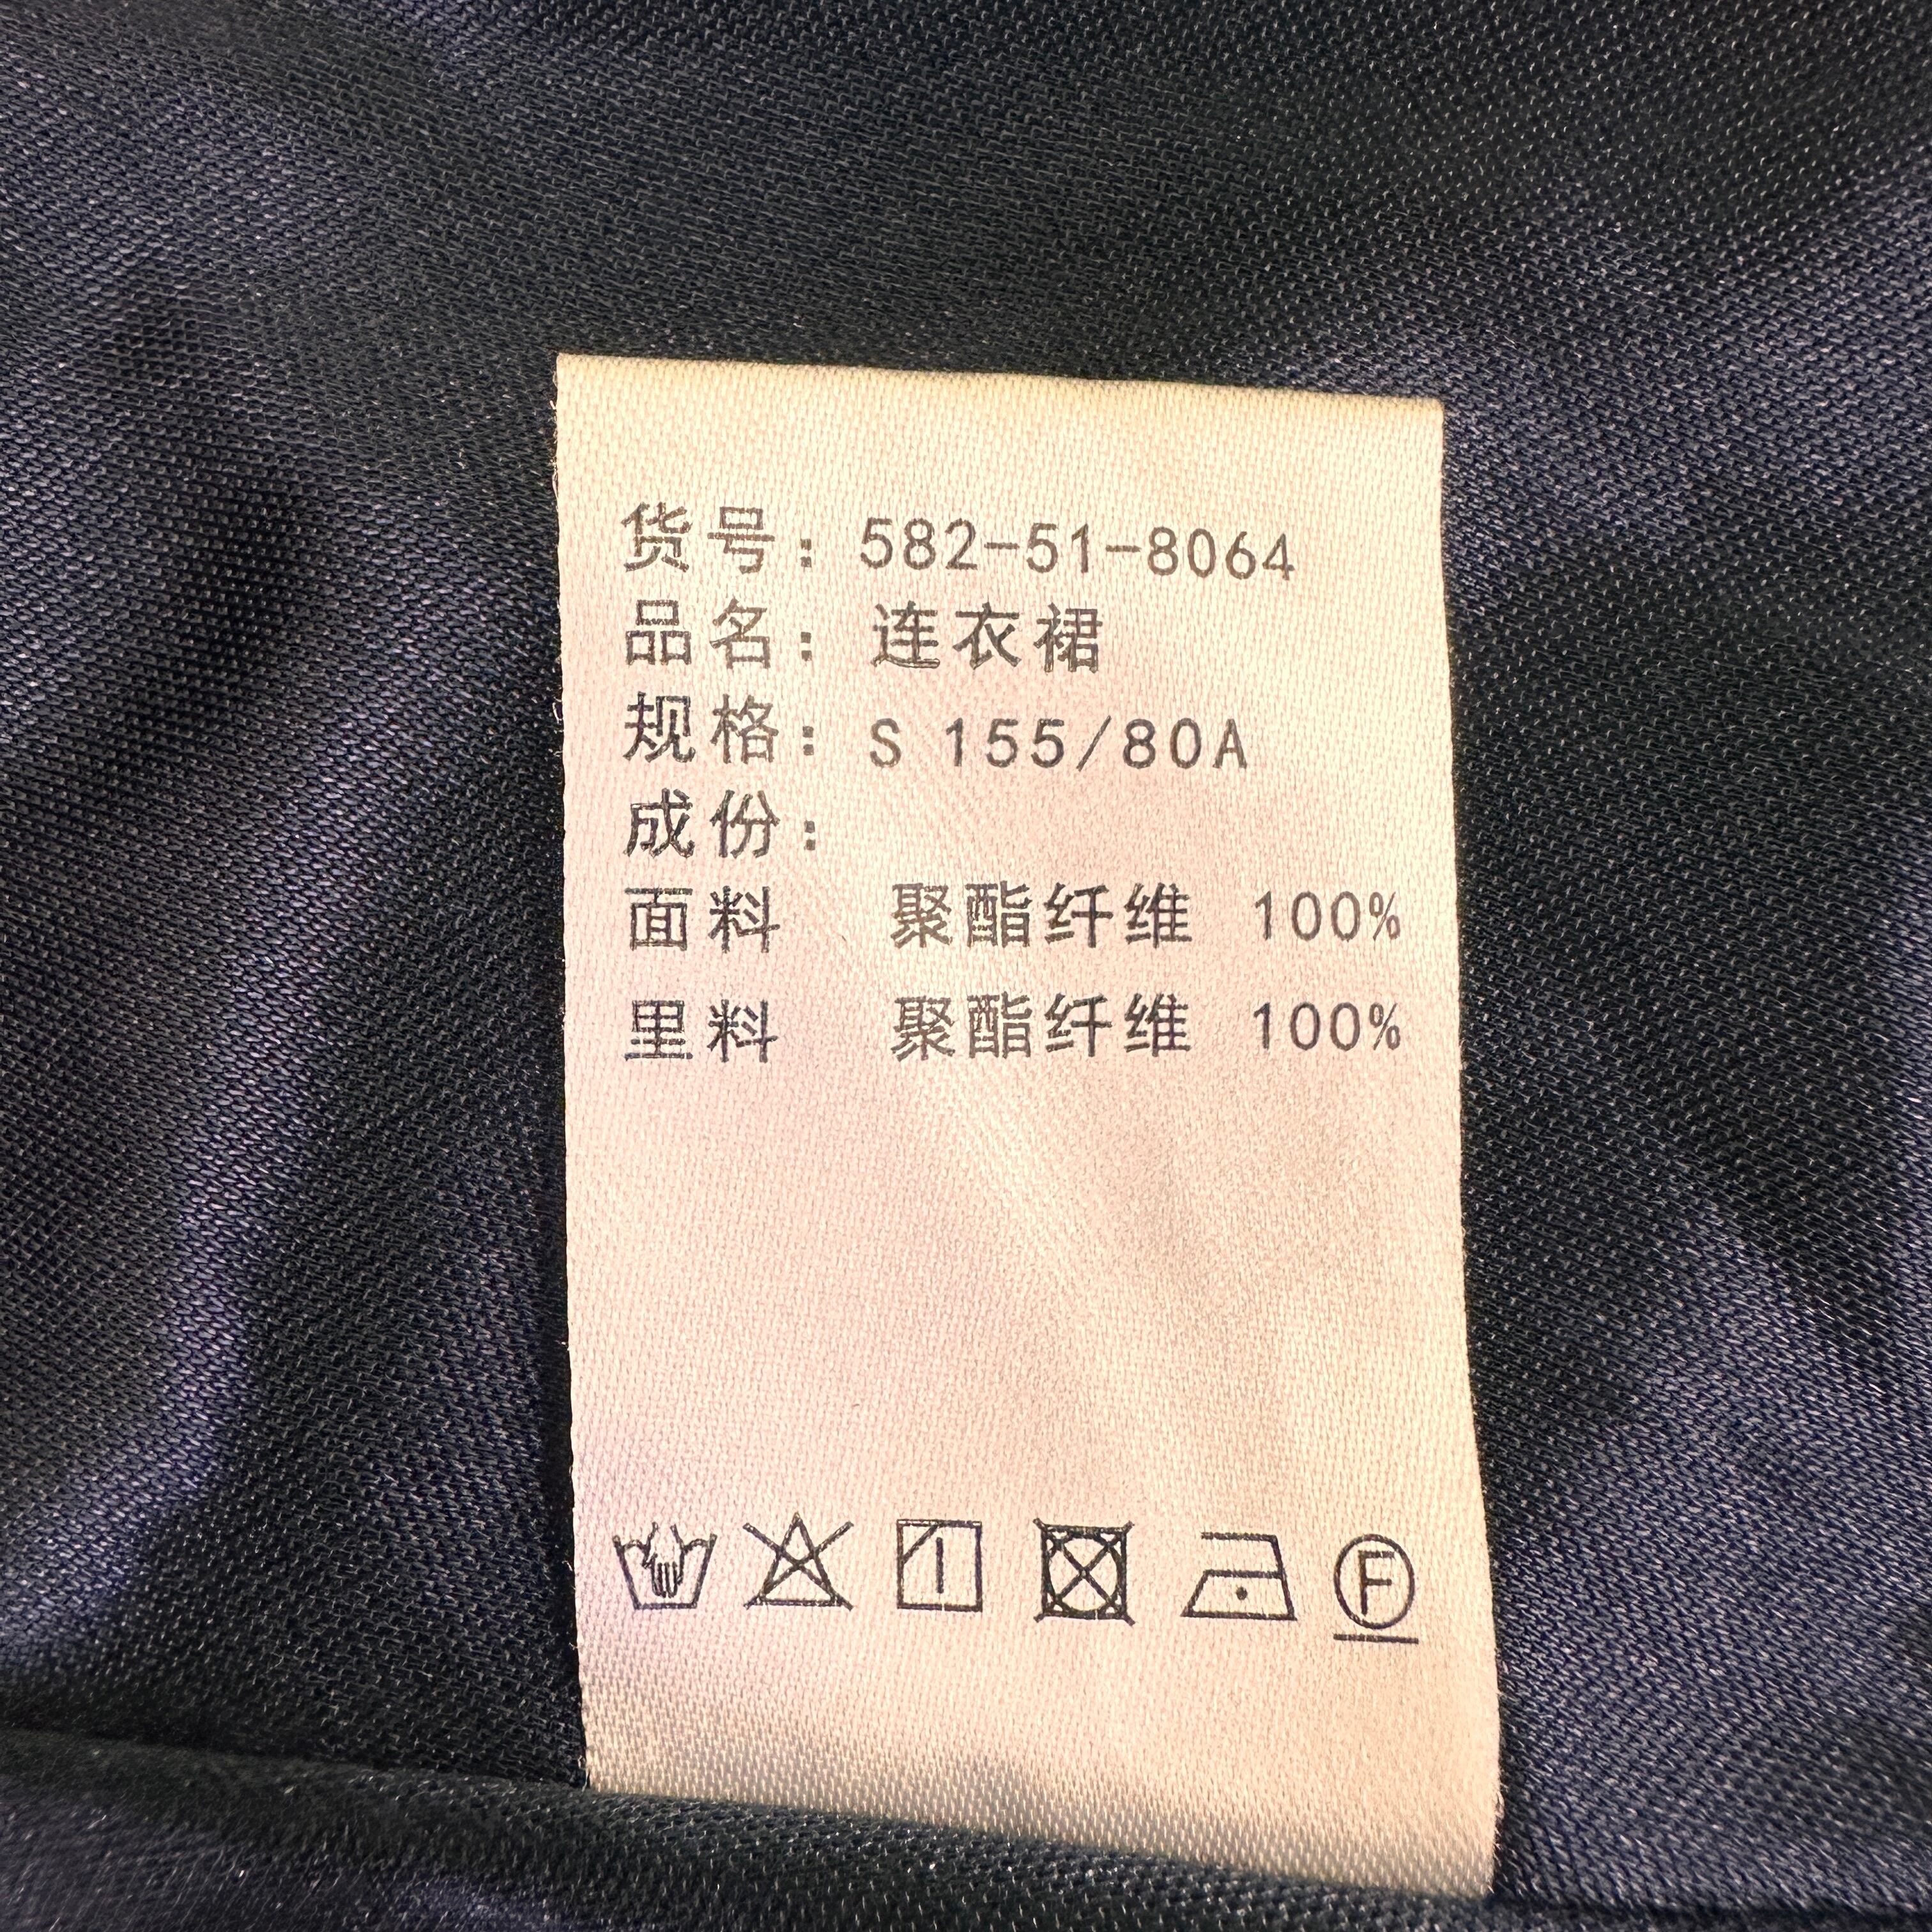 货号：582-51-8064
品名：连衣裙
规格：S 155/80A
成份：
面料 聚酯纤维 100%
里料 聚酯纤维 100%
F